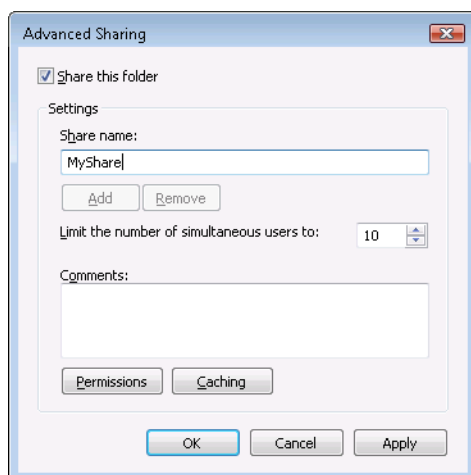 Advanced Sharing
Share this folder
Settings
Share name:
MyShare
Add Remove
Limit the number of simultaneous users to: 10
Comments:
Permissions Caching
OK Cancel Apply